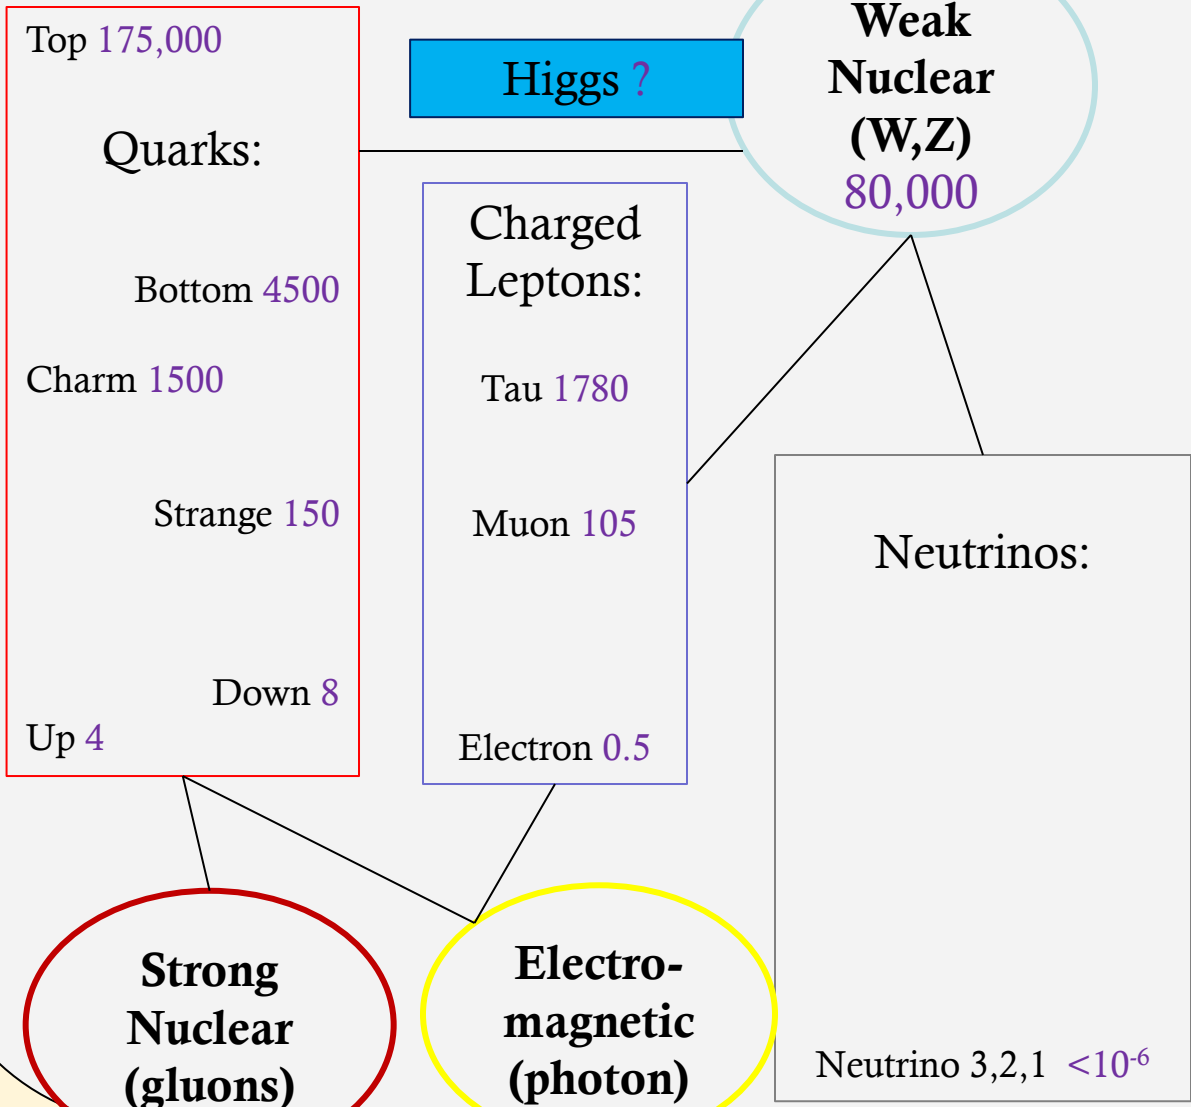 Top 175,000
Quarks:
Bottom 4500
Charm 1500
Strange 150
Down 8
Up 4
Higgs ?
Weak
Nuclear
(W,Z)
80,000
Charged
Leptons:
Tau 1780
Muon 105
Electron 0.5
Neutrinos:
Neutrino 3,2,1 <10⁻⁶
Strong
Nuclear
(gluons)
Electro-
magnetic
(photon)